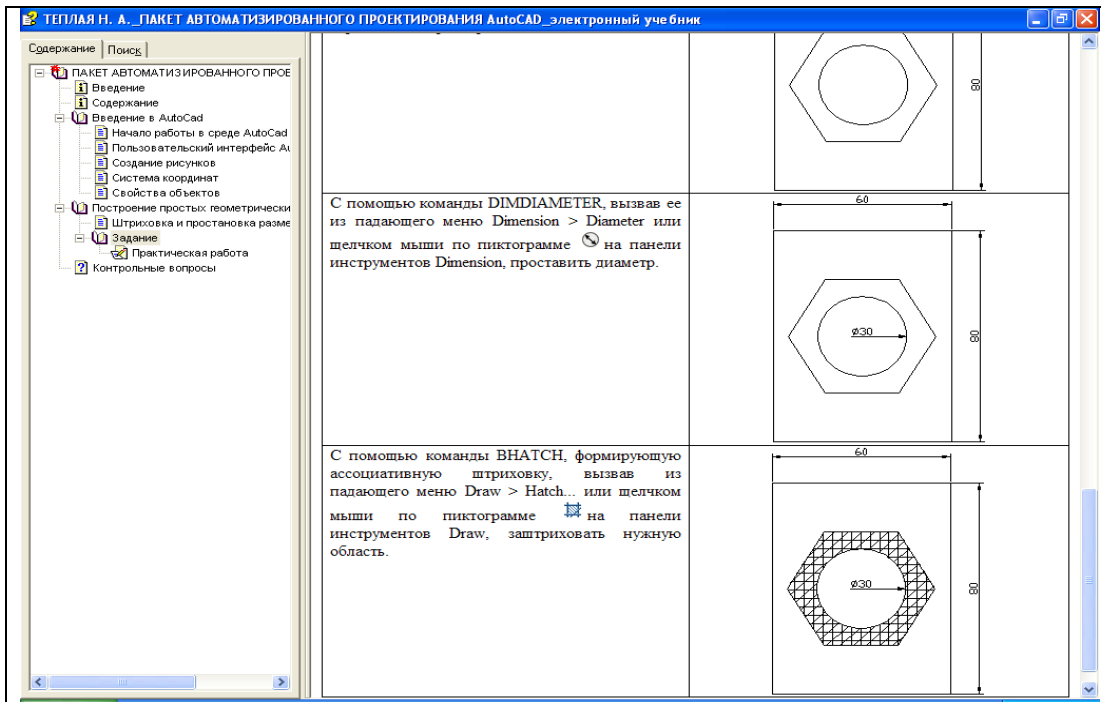 ТЕПЛАЯ Н. А._ПАКЕТ АВТОМАТИЗИРОВАННОГО ПРОЕКТИРОВАНИЯ AutoCAD_электронный учебник
Содержание
Поиск
ПАКЕТ АВТОМАТИЗИРОВАННОГО ПРОЕ
Введение
Содержание
Введение в AutoCad
Начало работы в среде AutoCad
Пользовательский интерфейс Au
Создание рисунков
Система координат
Свойства объектов
Построение простых геометрически
Штриховка и простановка разме
Задание
Практическая работа
Контрольные вопросы
80
С помощью команды DIMDIAMETER, вызвав ее
из падающего меню Dimension > Diameter или
щелчком мыши по пиктограмме на панели
инструментов Dimension, проставить диаметр.
60
ø30
80
С помощью команды BHATCH, формирующую
ассоциативную штриховку, вызвав из
падающего меню Draw > Hatch... или щелчком
мыши по пиктограмме на панели
инструментов Draw, заштриховать нужную
область.
60
ø30
80